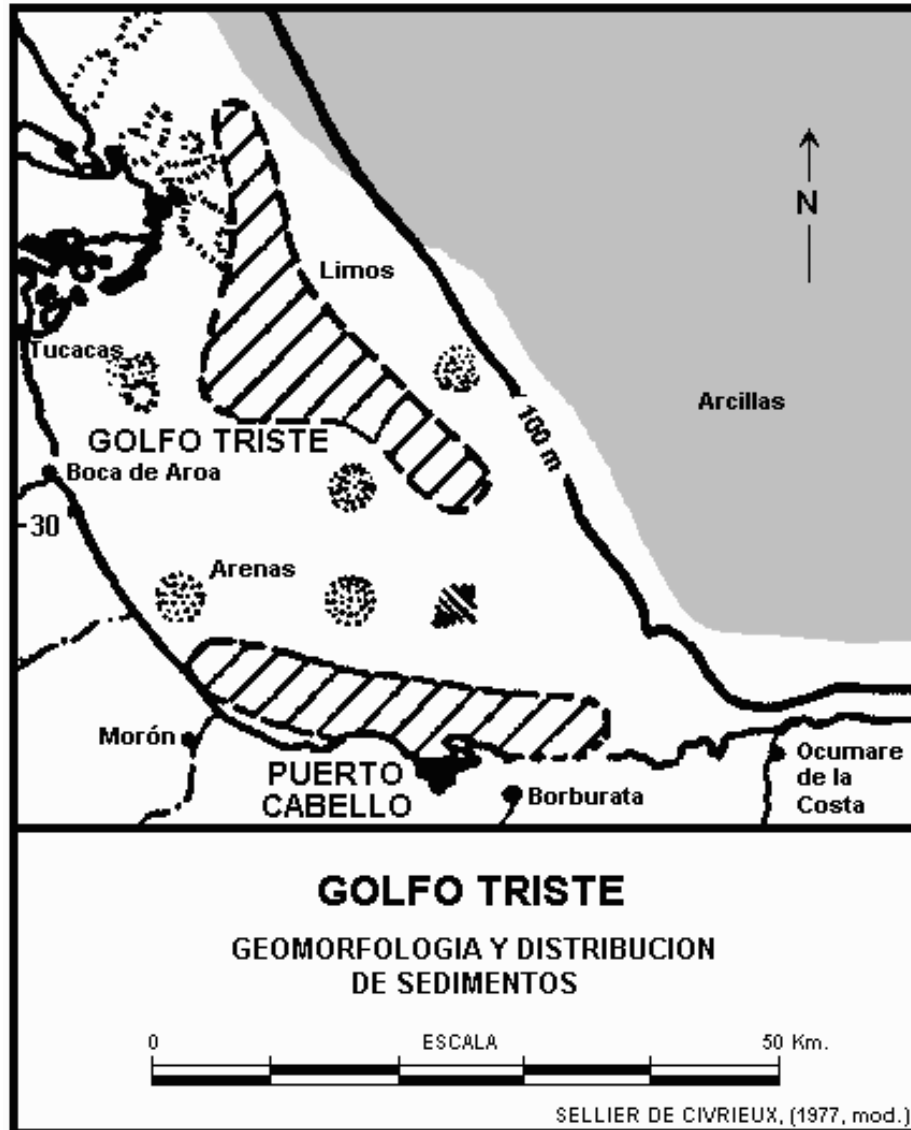 N
Limos
Tucacas
Arcillas
100 m
GOLFO TRISTE
Boca de Aroa
30
Arenas
Morón
PUERTO
CABELLO
Borburata
Ocumare
de la
Costa
GOLFO TRISTE
GEOMORFOLOGIA Y DISTRIBUCION
DE SEDIMENTOS
0 ESCALA 50 Km.
SELLIER DE CIVRIEUX, (1977, mod.)